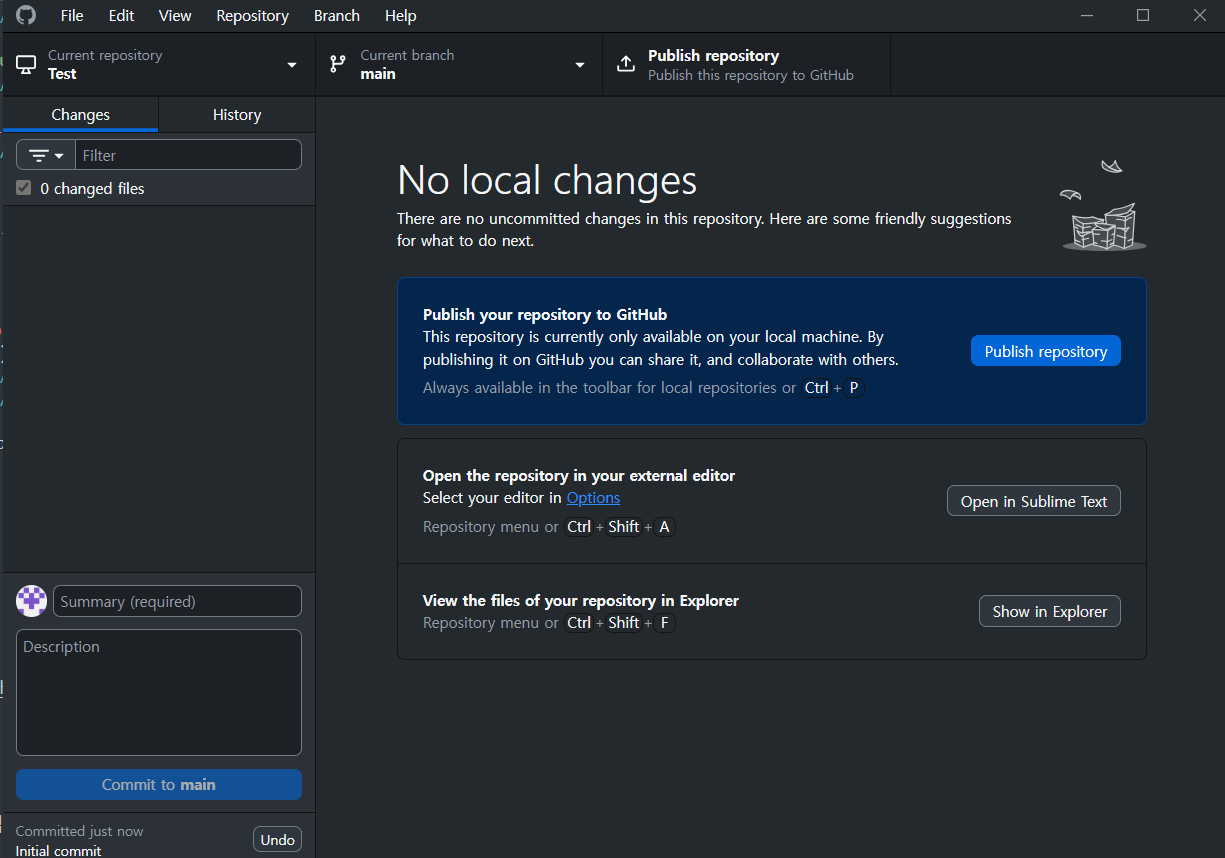 File Edit View Repository Branch Help
Current repository
Test
Current branch
main
Publish repository
Publish this repository to GitHub
Changes
History
Filter
0 changed files
No local changes
There are no uncommitted changes in this repository. Here are some friendly suggestions
for what to do next.
Publish your repository to GitHub
This repository is currently only available on your local machine. By
publishing it on GitHub you can share it, and collaborate with others.
Always available in the toolbar for local repositories or Ctrl + P
Publish repository
Open the repository in your external editor
Select your editor in Options
Repository menu or Ctrl + Shift + A
Open in Sublime Text
View the files of your repository in Explorer
Repository menu or Ctrl + Shift + F
Show in Explorer
Summary (required)
Description
Commit to main
Committed just now
Initial commit
Undo